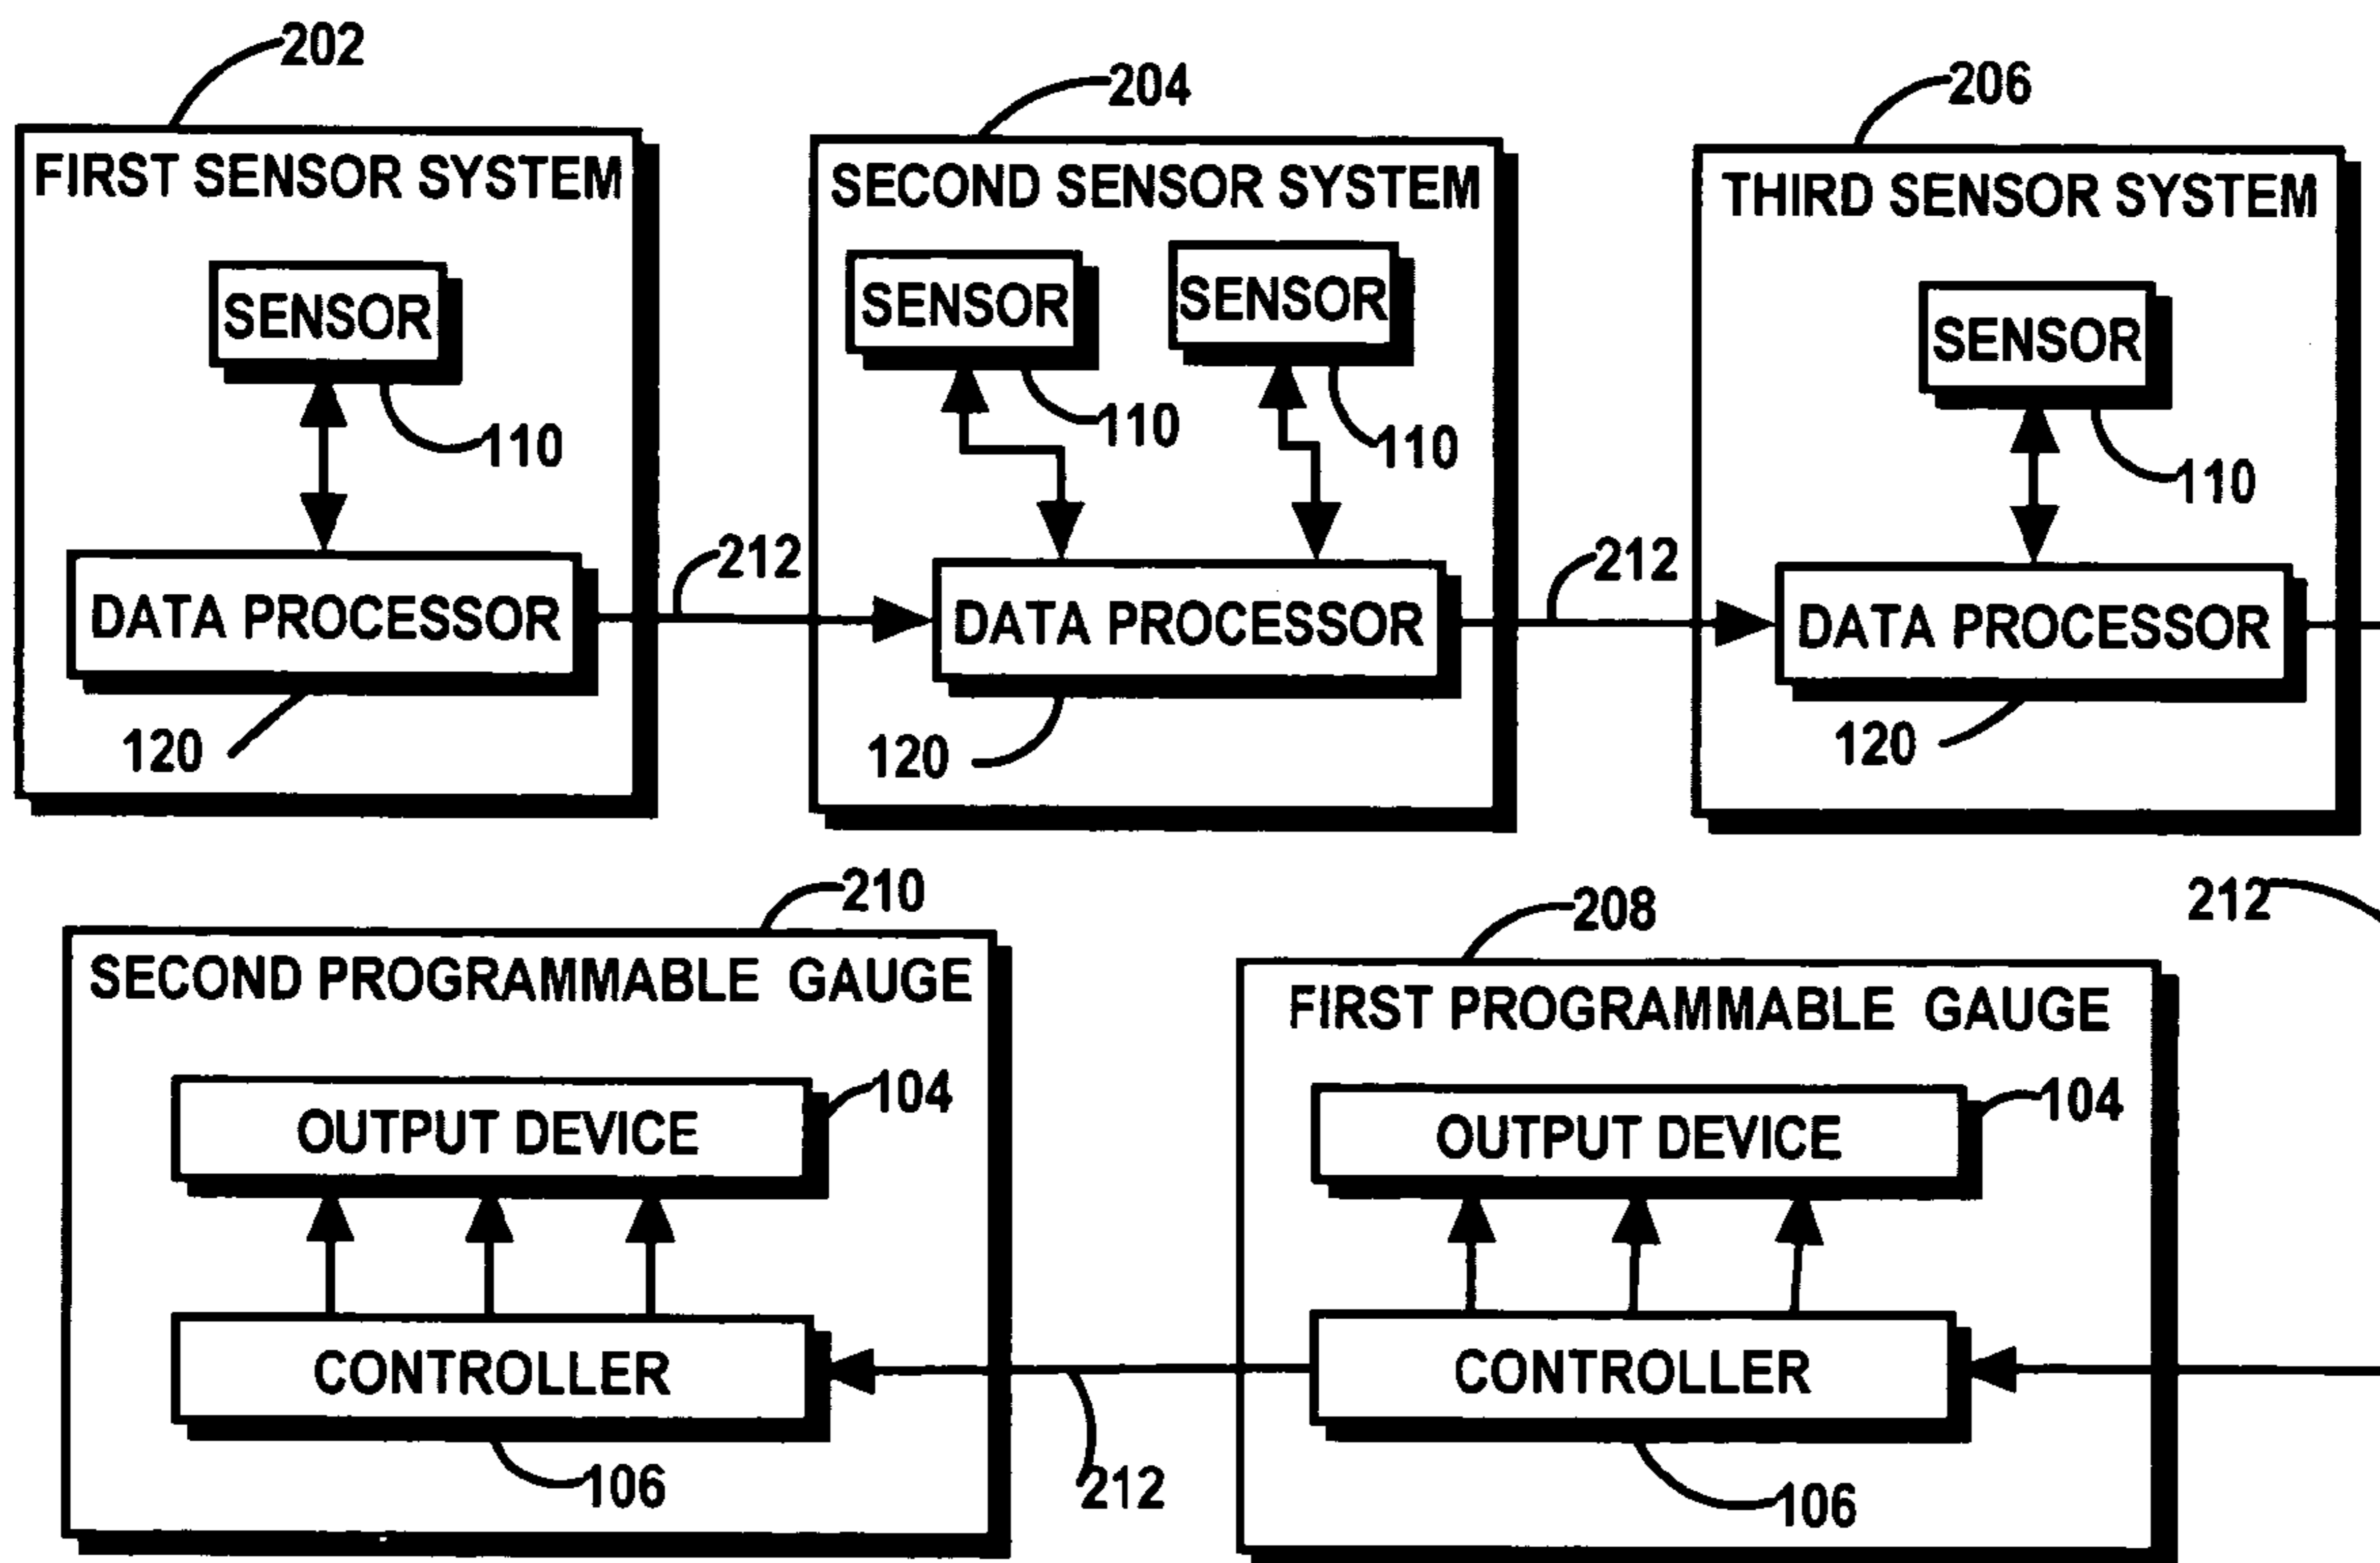 202
204
206
FIRST SENSOR SYSTEM
SECOND SENSOR SYSTEM
THIRD SENSOR SYSTEM
SENSOR
SENSOR
SENSOR
SENSOR
110
110
110
110
212
212
DATA PROCESSOR
DATA PROCESSOR
DATA PROCESSOR
120
120
120
210
208
212
SECOND PROGRAMMABLE GAUGE
FIRST PROGRAMMABLE GAUGE
104
104
OUTPUT DEVICE
OUTPUT DEVICE
CONTROLLER
CONTROLLER
106
212
106